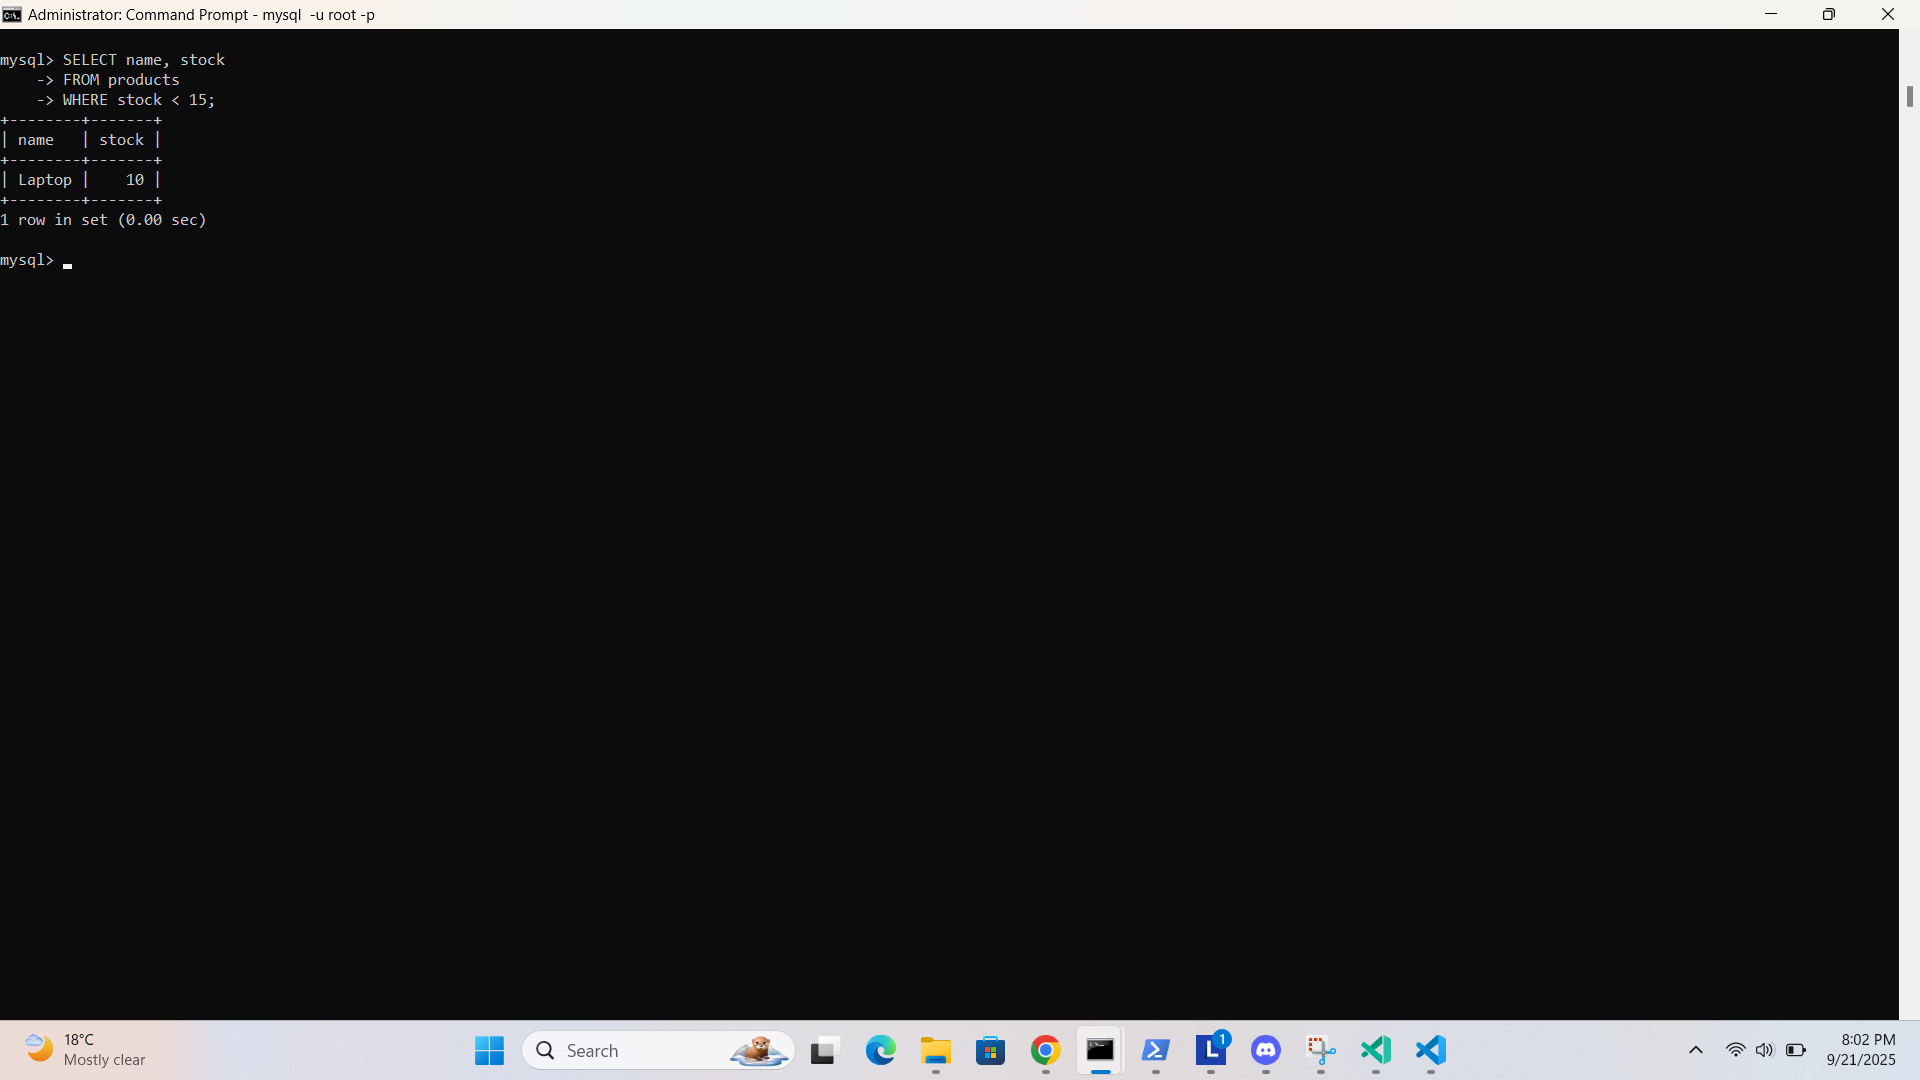 Administrator: Command Prompt - mysql  -u root -p
mysql> SELECT name, stock
    -> FROM products
    -> WHERE stock < 15;
+--------+-------+
| name   | stock |
+--------+-------+
| Laptop |    10 |
+--------+-------+
1 row in set (0.00 sec)

mysql>
18°C
Mostly clear
Search
L
1
8:02 PM
9/21/2025